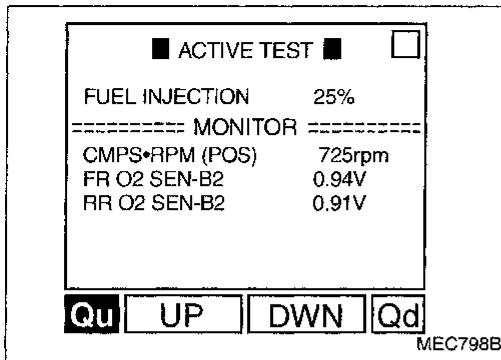 ■ ACTIVE TEST ■
FUEL INJECTION 25%
========= MONITOR =========
CMPS•RPM (POS) 725rpm
FR O2 SEN-B2 0.94V
RR O2 SEN-B2 0.91V
Qu UP DWN Qd
MEC798B